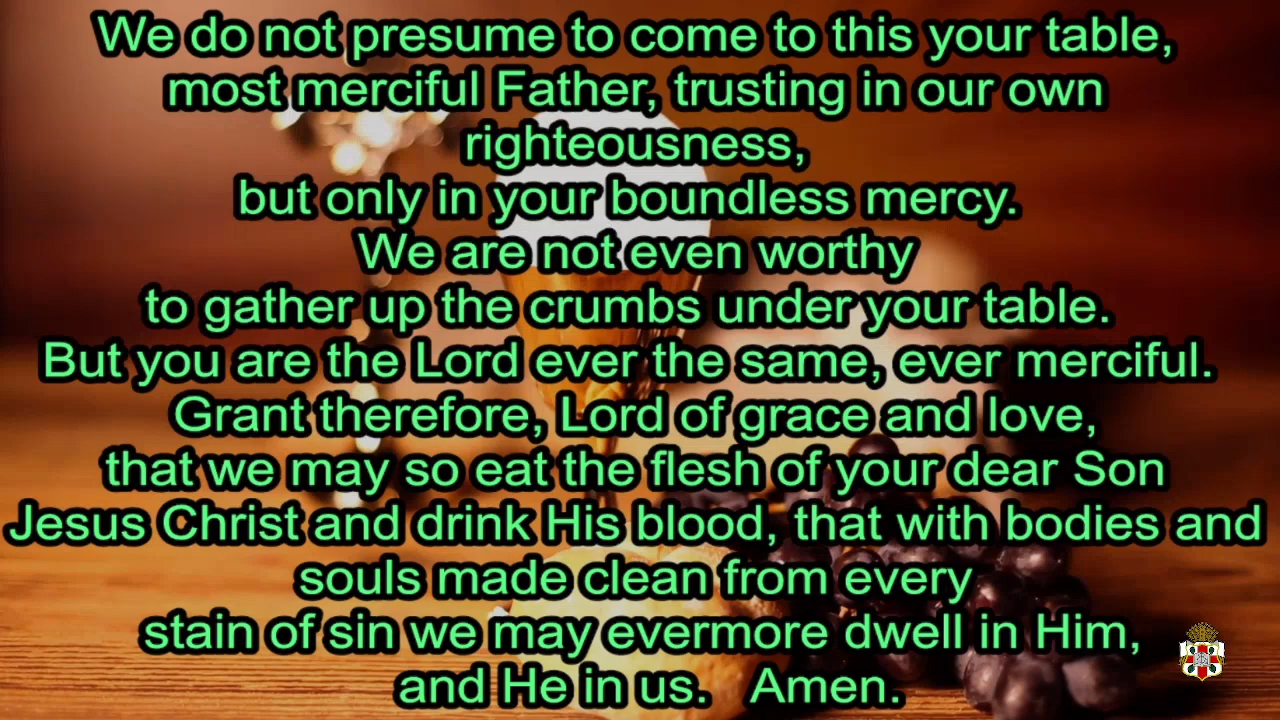 We do not presume to come to this your table,
most merciful Father, trusting in our own
righteousness,
but only in your boundless mercy.
We are not even worthy
to gather up the crumbs under your table.
But you are the Lord ever the same, ever merciful.
Grant therefore, Lord of grace and love,
that we may so eat the flesh of your dear Son
Jesus Christ and drink His blood, that with bodies and
souls made clean from every
stain of sin we may evermore dwell in Him,
and He in us.   Amen.